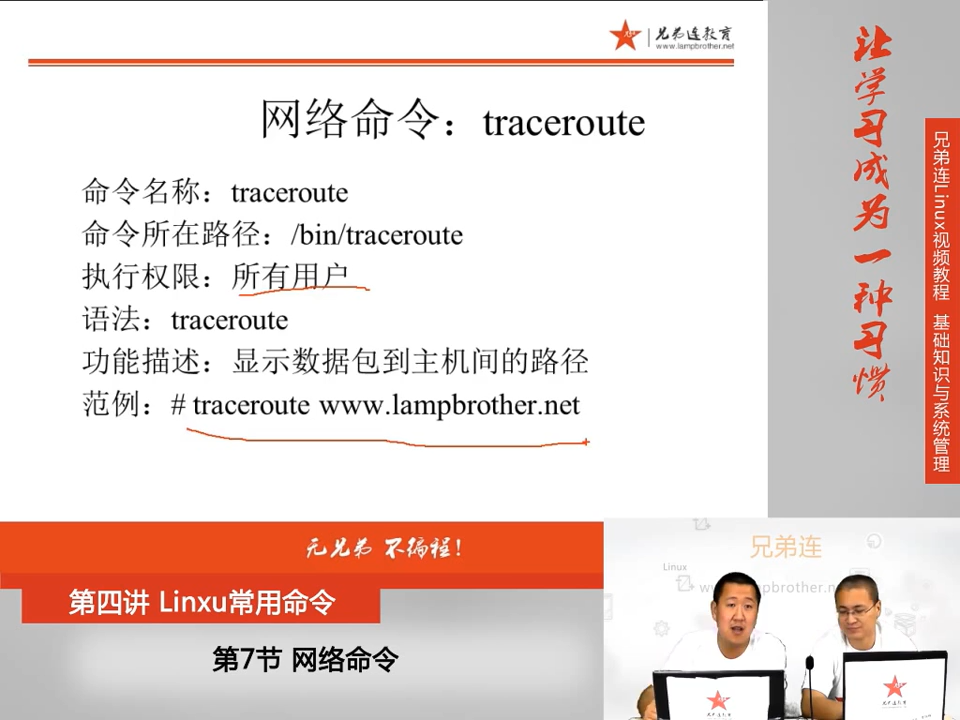 兄弟连教育
www.lampbrother.net
网络命令：traceroute
命令名称：traceroute
命令所在路径：/bin/traceroute
执行权限：所有用户
语法：traceroute
功能描述：显示数据包到主机间的路径
范例：# traceroute www.lampbrother.net
让学习成为一种习惯
兄弟连Linux视频教程 基础知识与系统管理
无兄弟 不编程!
第四讲 Linxu常用命令
第7节 网络命令
兄弟连
Linux